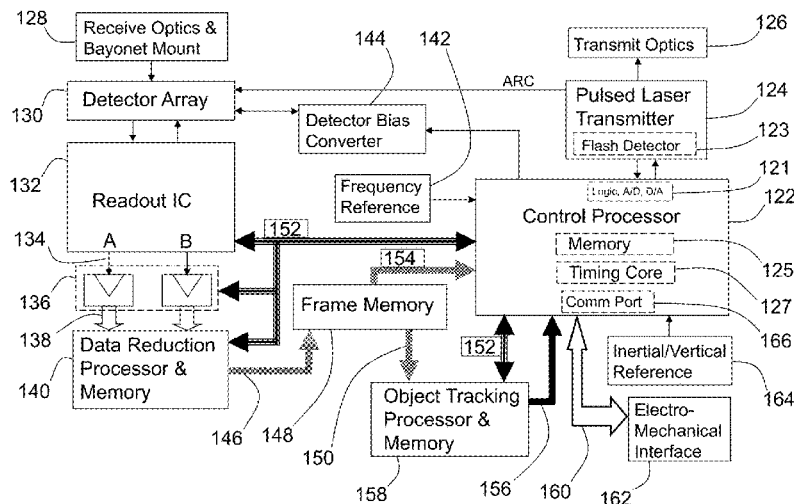 128
Receive Optics &
Bayonet Mount
144
142
Transmit Optics
126
130
Detector Array
ARC
Detector Bias
Converter
Pulsed Laser
Transmitter
124
Flash Detector
123
132
Readout IC
Frequency
Reference
Logic, A/D, D/A
121
Control Processor
122
134
A
B
152
154
Memory
125
Timing Core
127
Comm Port
166
136
138
Frame Memory
140
Data Reduction
Processor &
Memory
152
Inertial/Vertical
Reference
164
146
148
150
Object Tracking
Processor &
Memory
158
156
160
Electro-
Mechanical
Interface
162